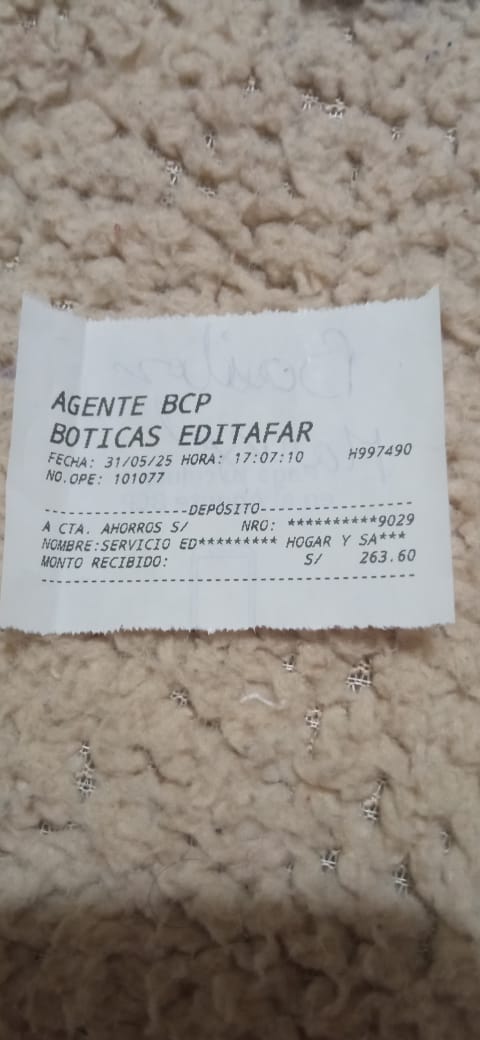 AGENTE BCP
BOTICAS EDITAFAR
FECHA: 31/05/25 HORA: 17:07:10 H997490
NO.OPE: 101077
--------------------DEPÓSITO--------------------
A CTA. AHORROS S/ NRO: **********9029
NOMBRE:SERVICIO ED********* HOGAR Y SA***
MONTO RECIBIDO: S/ 263.60
------------------------------------------------